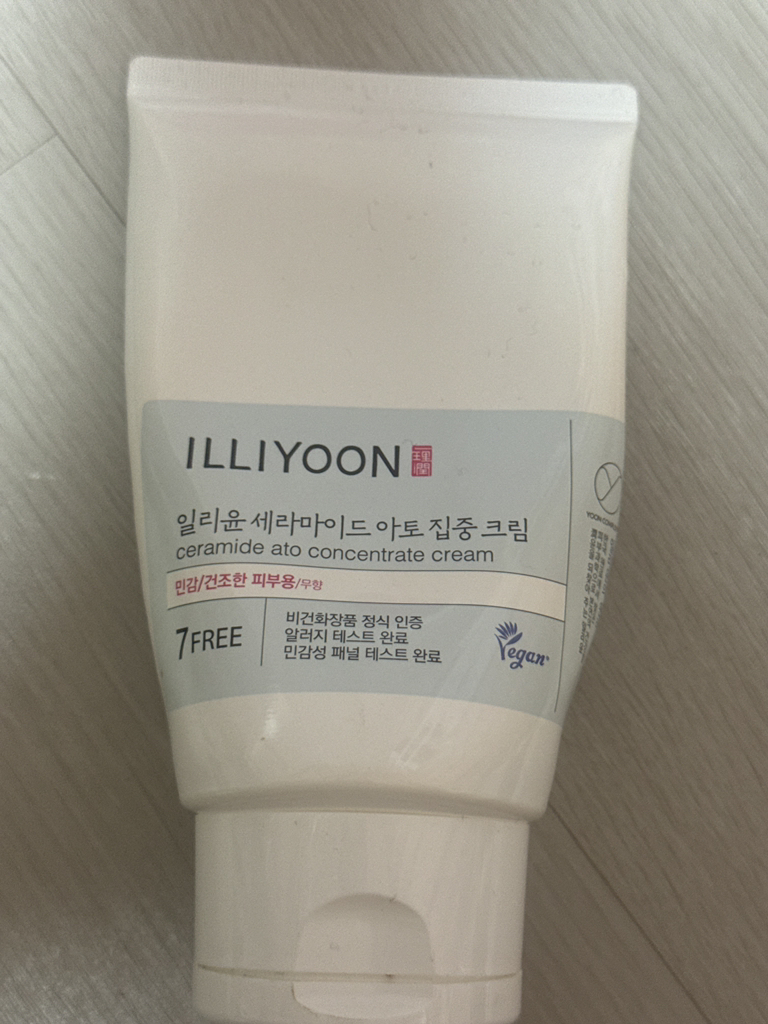 ILLIYOON
일리윤 세라마이드 아토 집중 크림
ceramide ato concentrate cream
민감/건조한 피부용/무향
7FREE
비건화장품 정식 인증
알러지 테스트 완료
민감성 패널 테스트 완료
Vegan